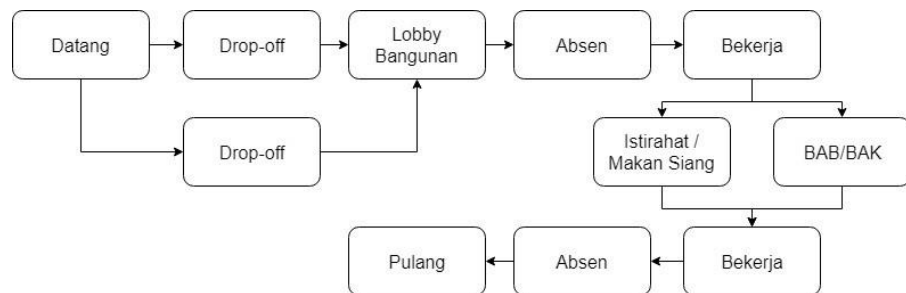 Datang
Drop-off
Lobby
Bangunan
Absen
Bekerja
Drop-off
Istirahat /
Makan Siang
BAB/BAK
Pulang
Absen
Bekerja